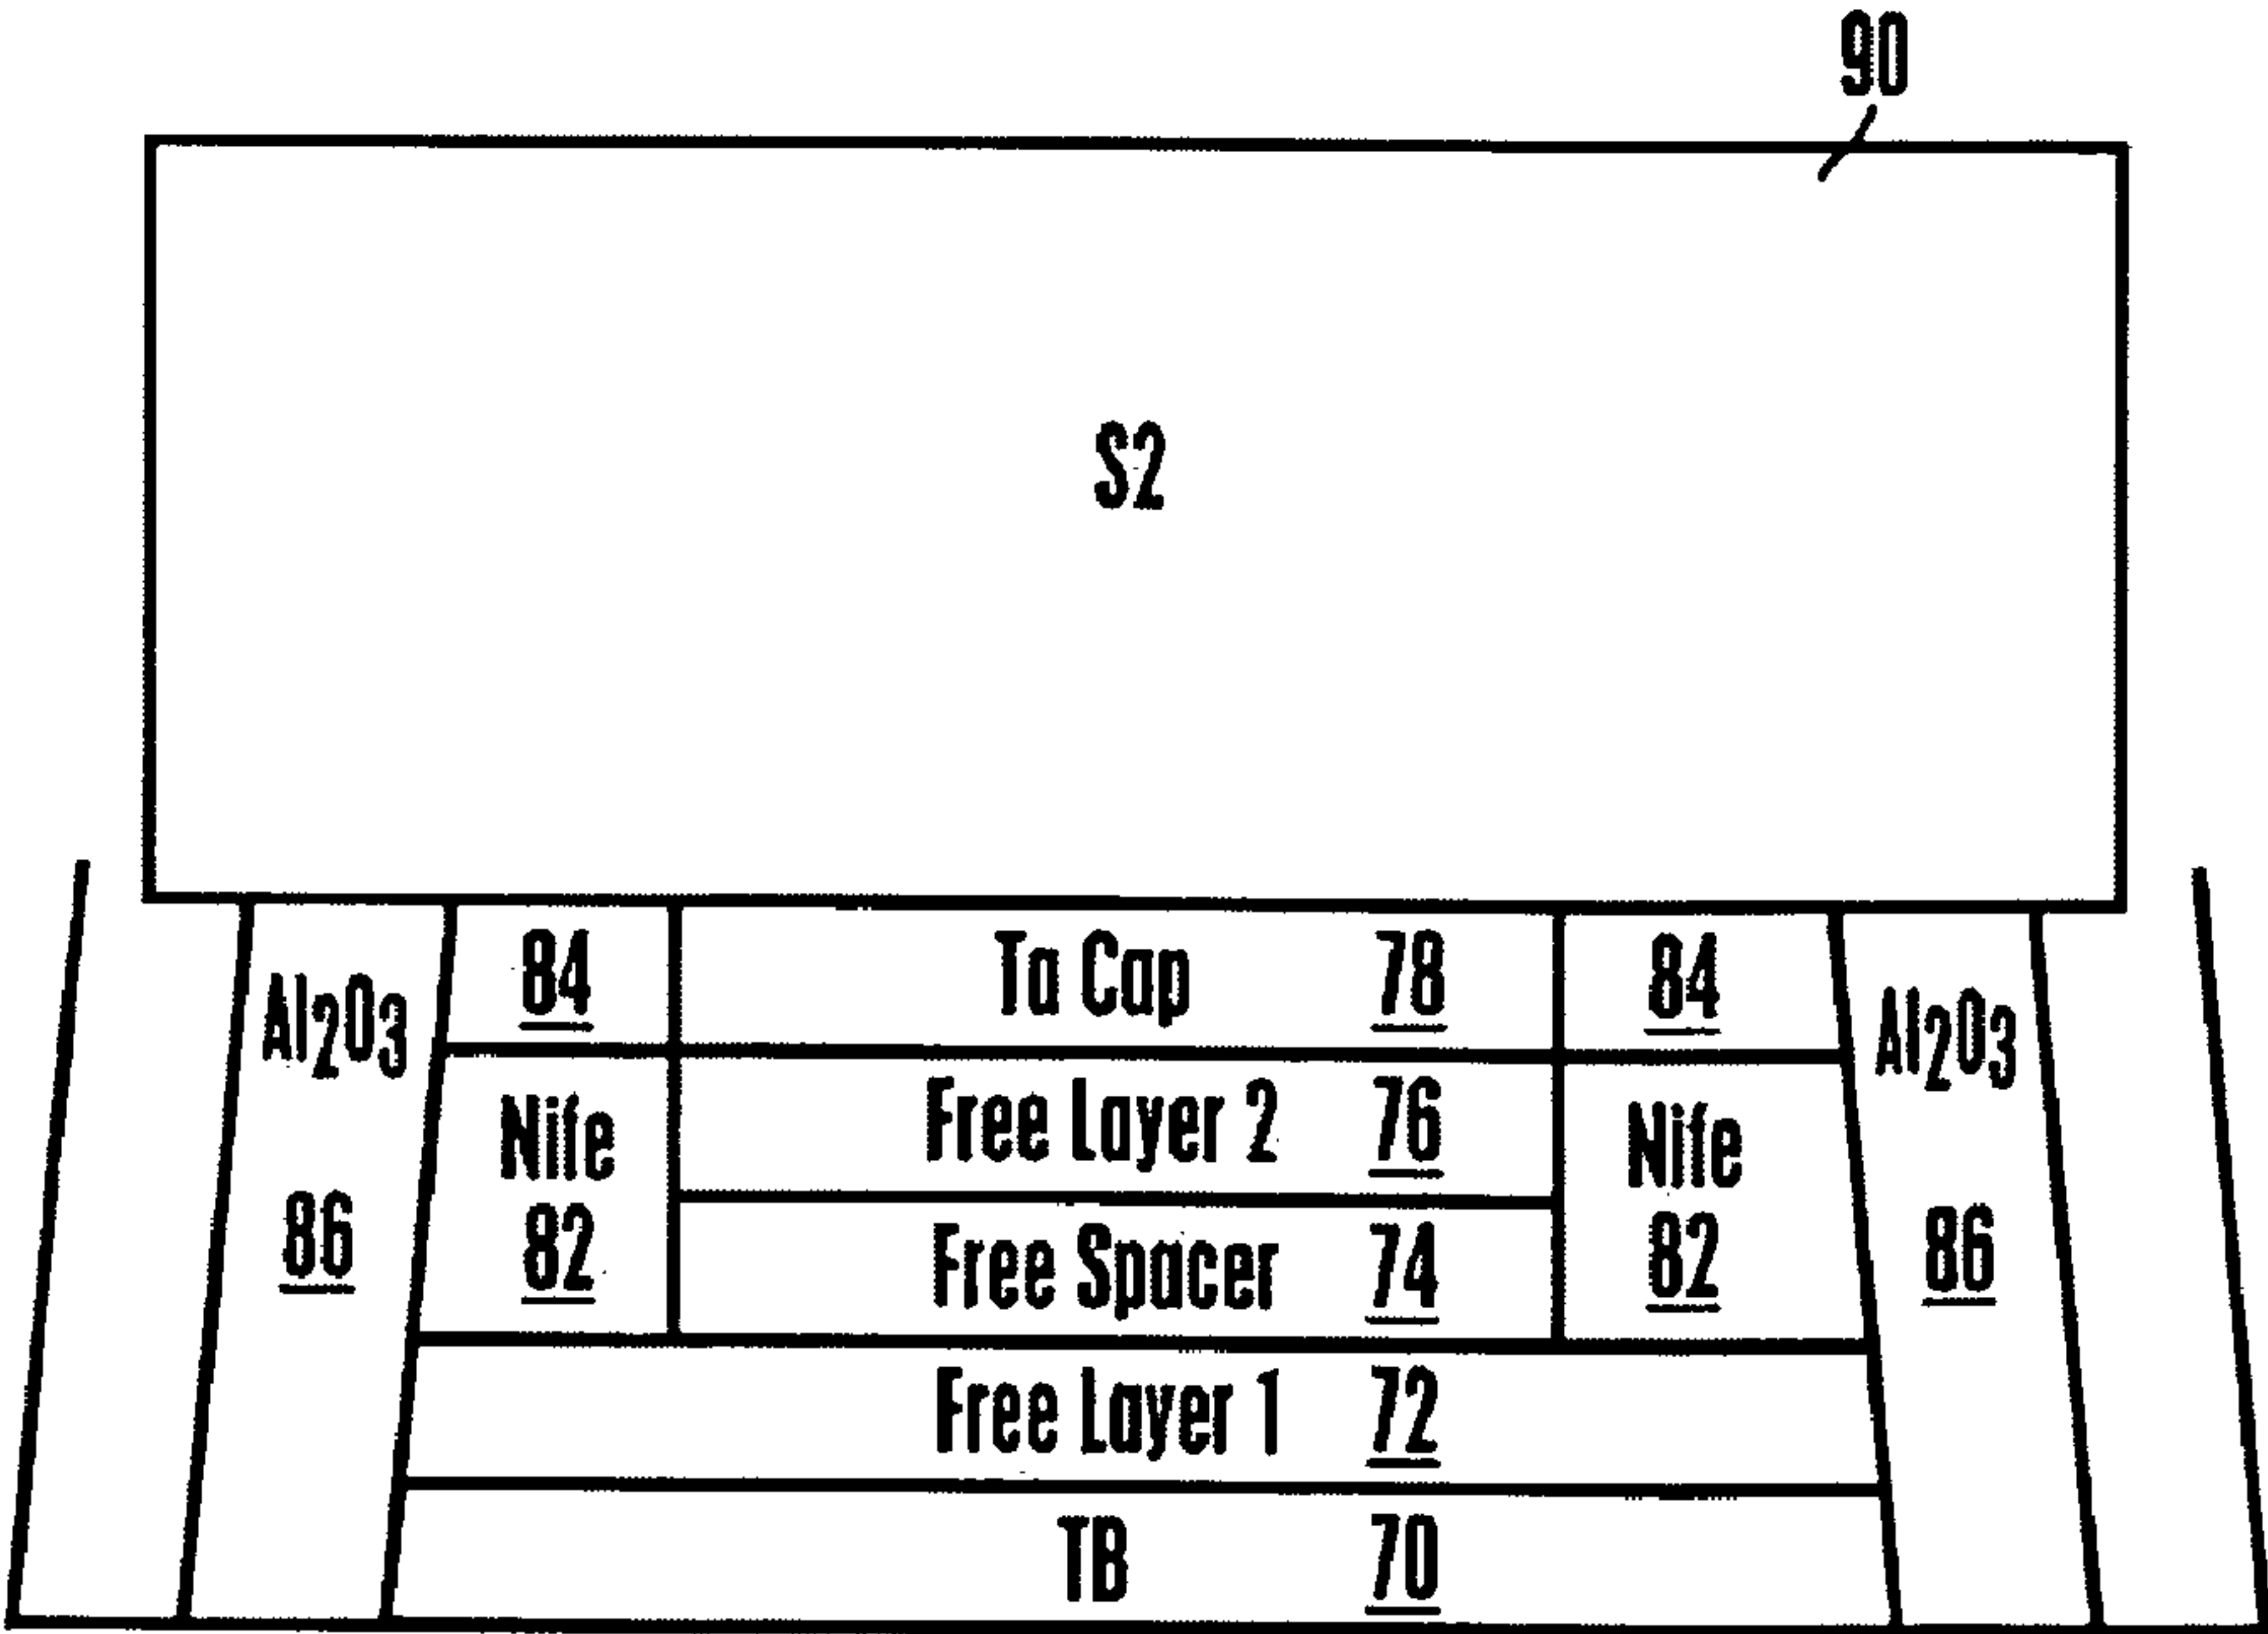 90
S2
84 Ta Cap 78 84
Al2O3 Al2O3
Nife Free Layer 2 76 Nife
86 82 Free Spacer 74 82 86
Free Layer 1 72
TB 70